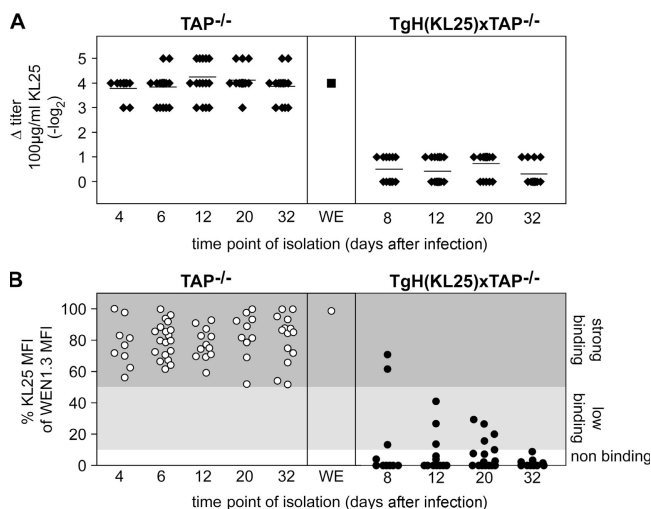 A
TAP-/-
TgH(KL25)xTAP-/-
Δ titer
100µg/ml KL25
(-log2)
6
5
4
3
2
1
0
4 6 12 20 32 WE 8 12 20 32
time point of isolation (days after infection)
B
TAP-/-
TgH(KL25)xTAP-/-
% KL25 MFI
of WEN1.3 MFI
100
80
60
40
20
0
strong
binding
low
binding
non binding
4 6 12 20 32 WE 8 12 20 32
time point of isolation (days after infection)